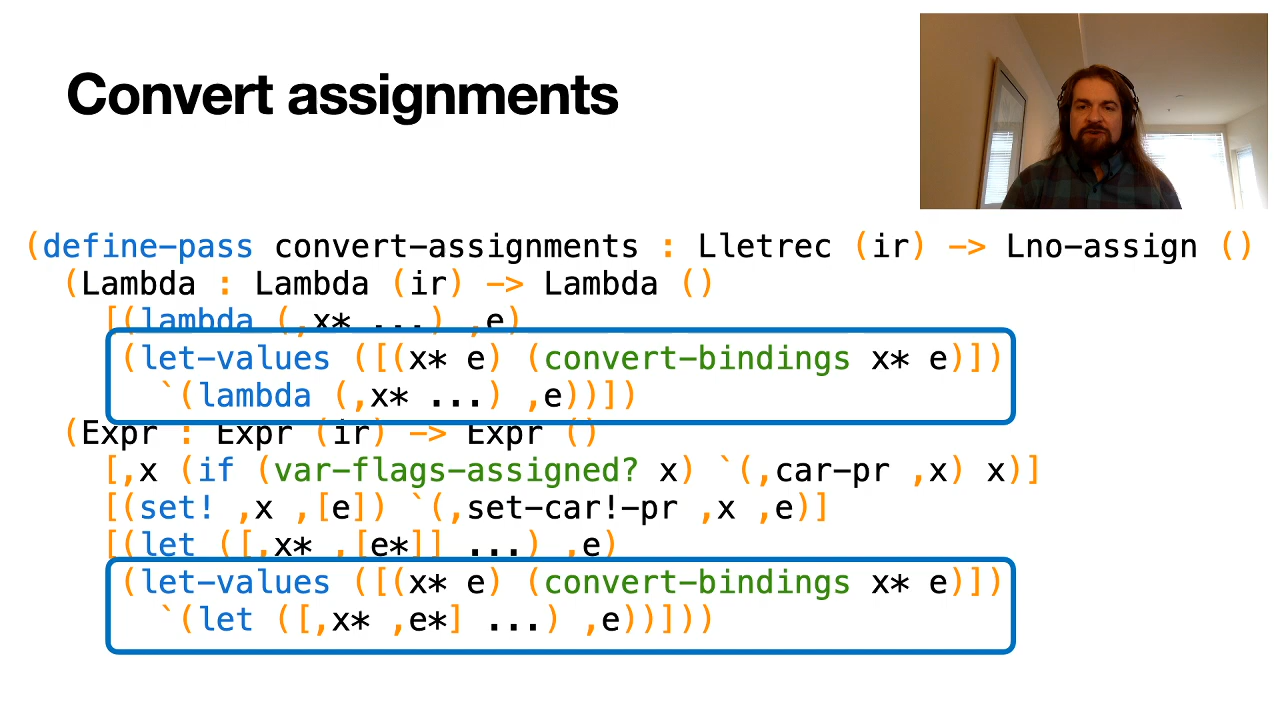 Convert assignments
(define-pass convert-assignments : Lletrec (ir) -> Lno-assign ()
(Lambda : Lambda (ir) -> Lambda ()
[(lambda (,x* ...) ,e)
(let-values ([(x* e) (convert-bindings x* e)])
`(lambda (,x* ...) ,e))])
(Expr : Expr (ir) -> Expr ()
[,x (if (var-flags-assigned? x) `(,car-pr ,x) x)]
[(set! ,x ,[e]) `(,set-car!-pr ,x ,e)]
[(let ([,x* ,[e*]] ...) ,e)
(let-values ([(x* e) (convert-bindings x* e)])
`(let ([,x* ,e*] ...) ,e))]))